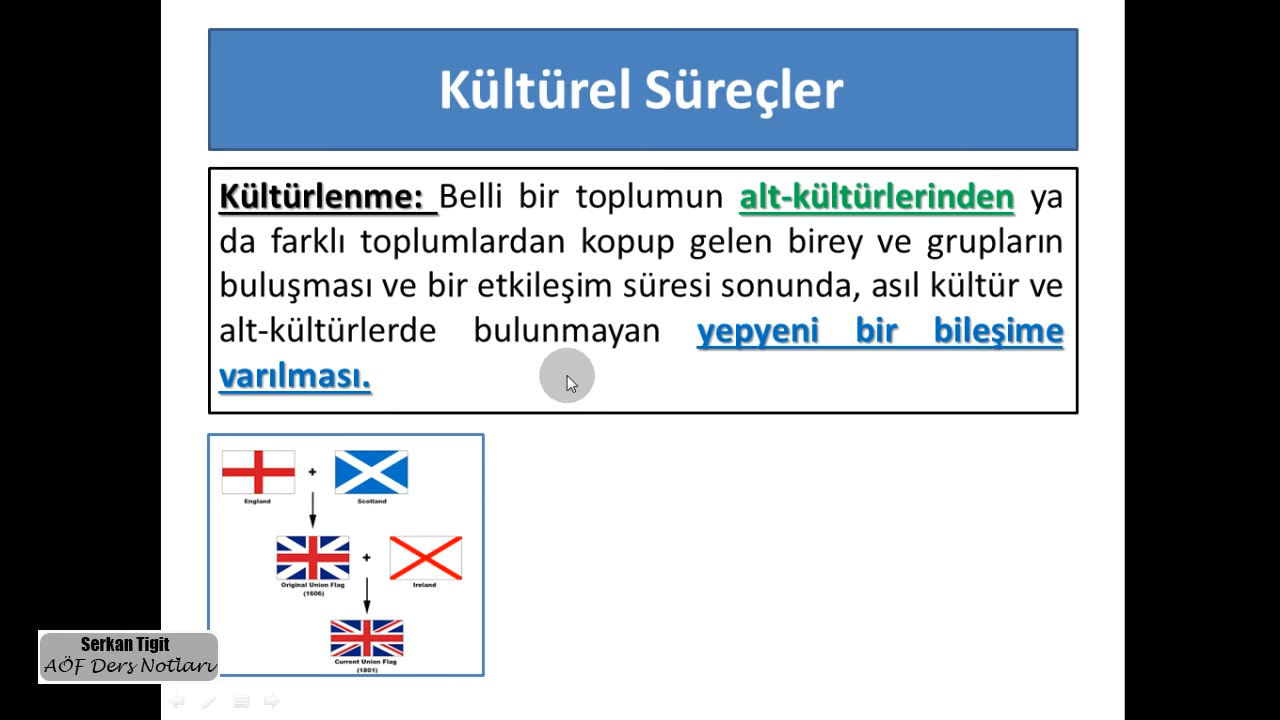 Kültürel Süreçler
Kültürlenme: Belli bir toplumun alt-kültürlerinden ya
da farklı toplumlardan kopup gelen birey ve grupların
buluşması ve bir etkileşim süresi sonunda, asıl kültür ve
alt-kültürlerde bulunmayan yepyeni bir bileşime
varılması.
+
England
Scotland
+
Original Union Flag
(1606)
Ireland
Current Union Flag
(1801)
Serkan Tigit
AÖF Ders Notları